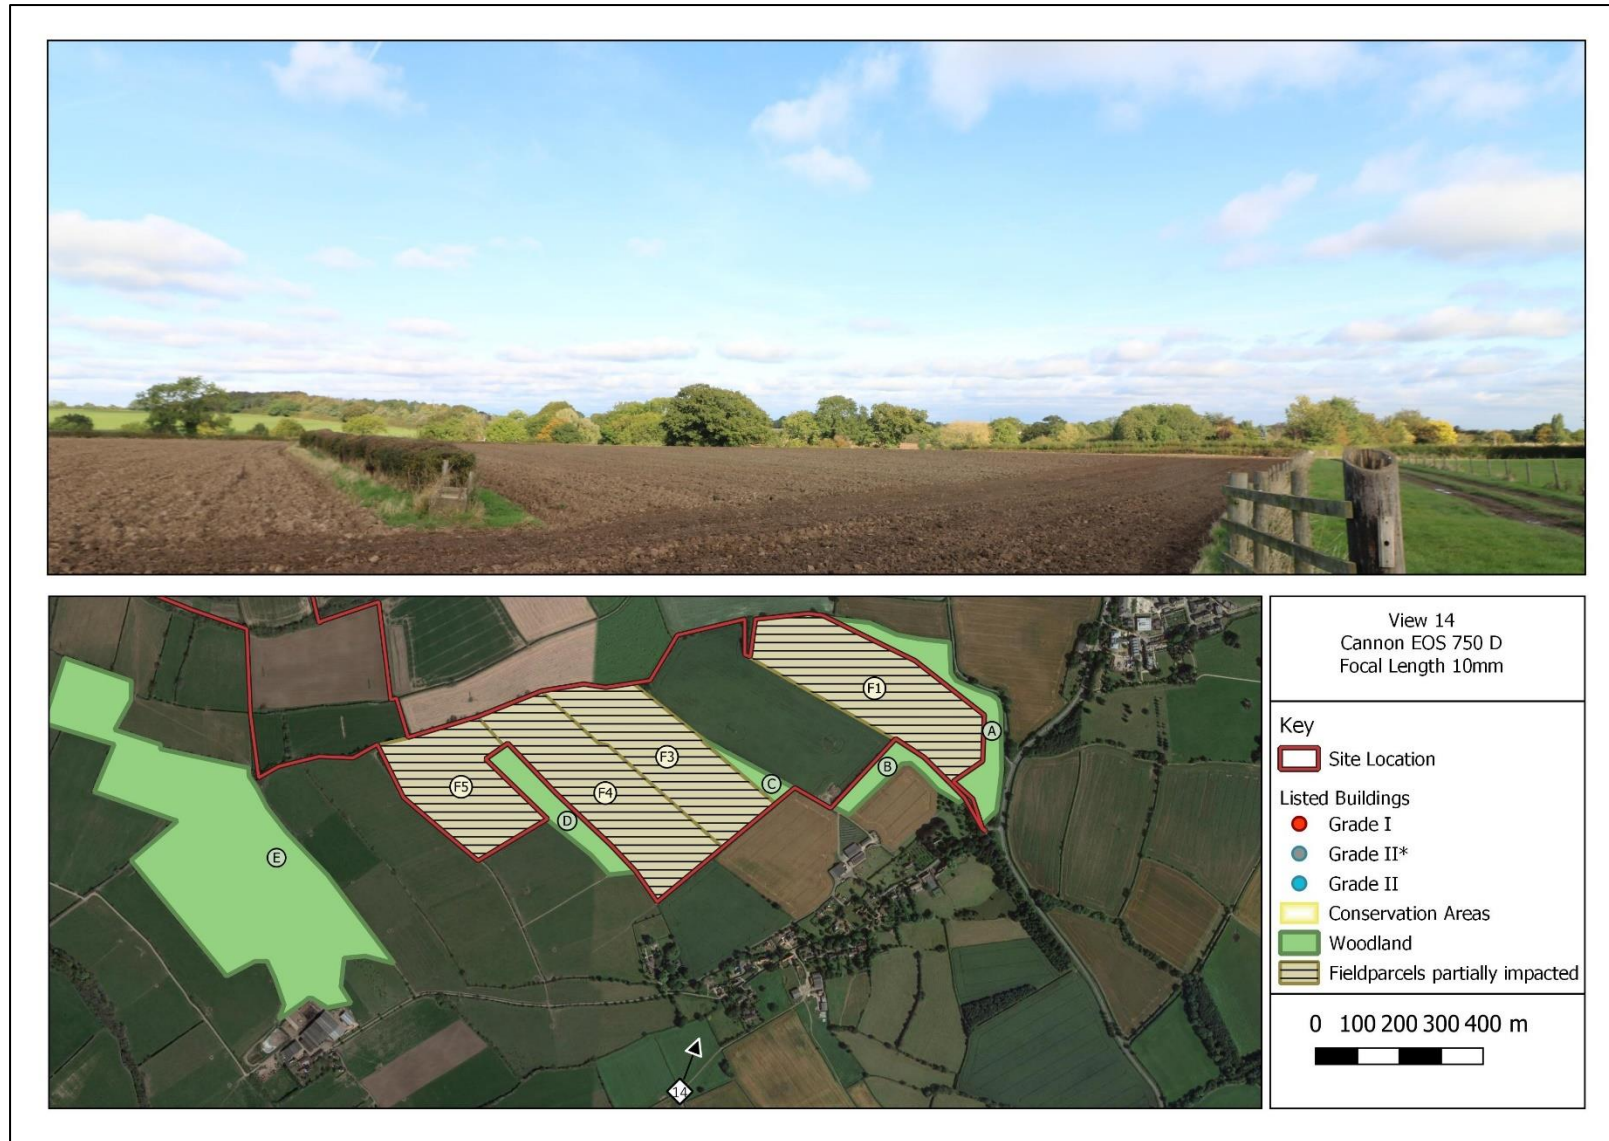 View 14
Cannon EOS 750 D
Focal Length 10mm
Key
Site Location
Listed Buildings
Grade I
Grade II*
Grade II
Conservation Areas
Woodland
Fieldparcels partially impacted
0 100 200 300 400 m
F1
A
B
F3
C
F4
F5
D
E
14